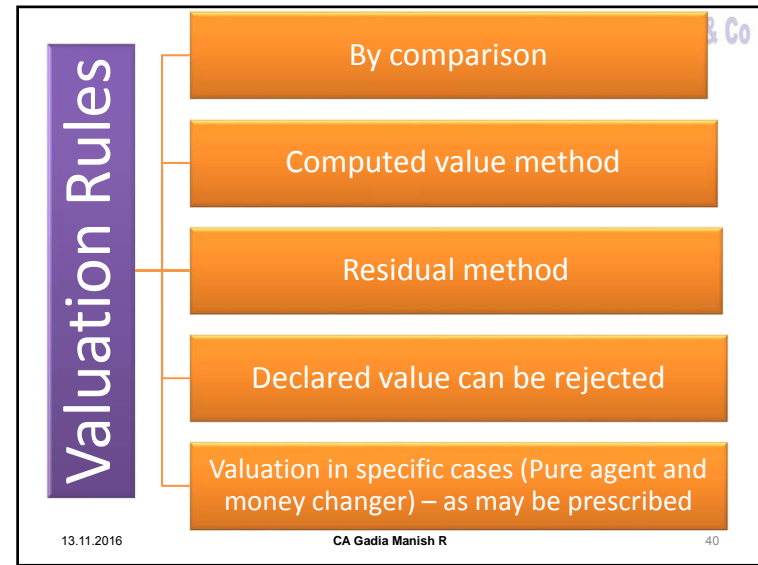 & Co
Valuation Rules
By comparison
Computed value method
Residual method
Declared value can be rejected
Valuation in specific cases (Pure agent and
money changer) – as may be prescribed
13.11.2016
CA Gadia Manish R
40